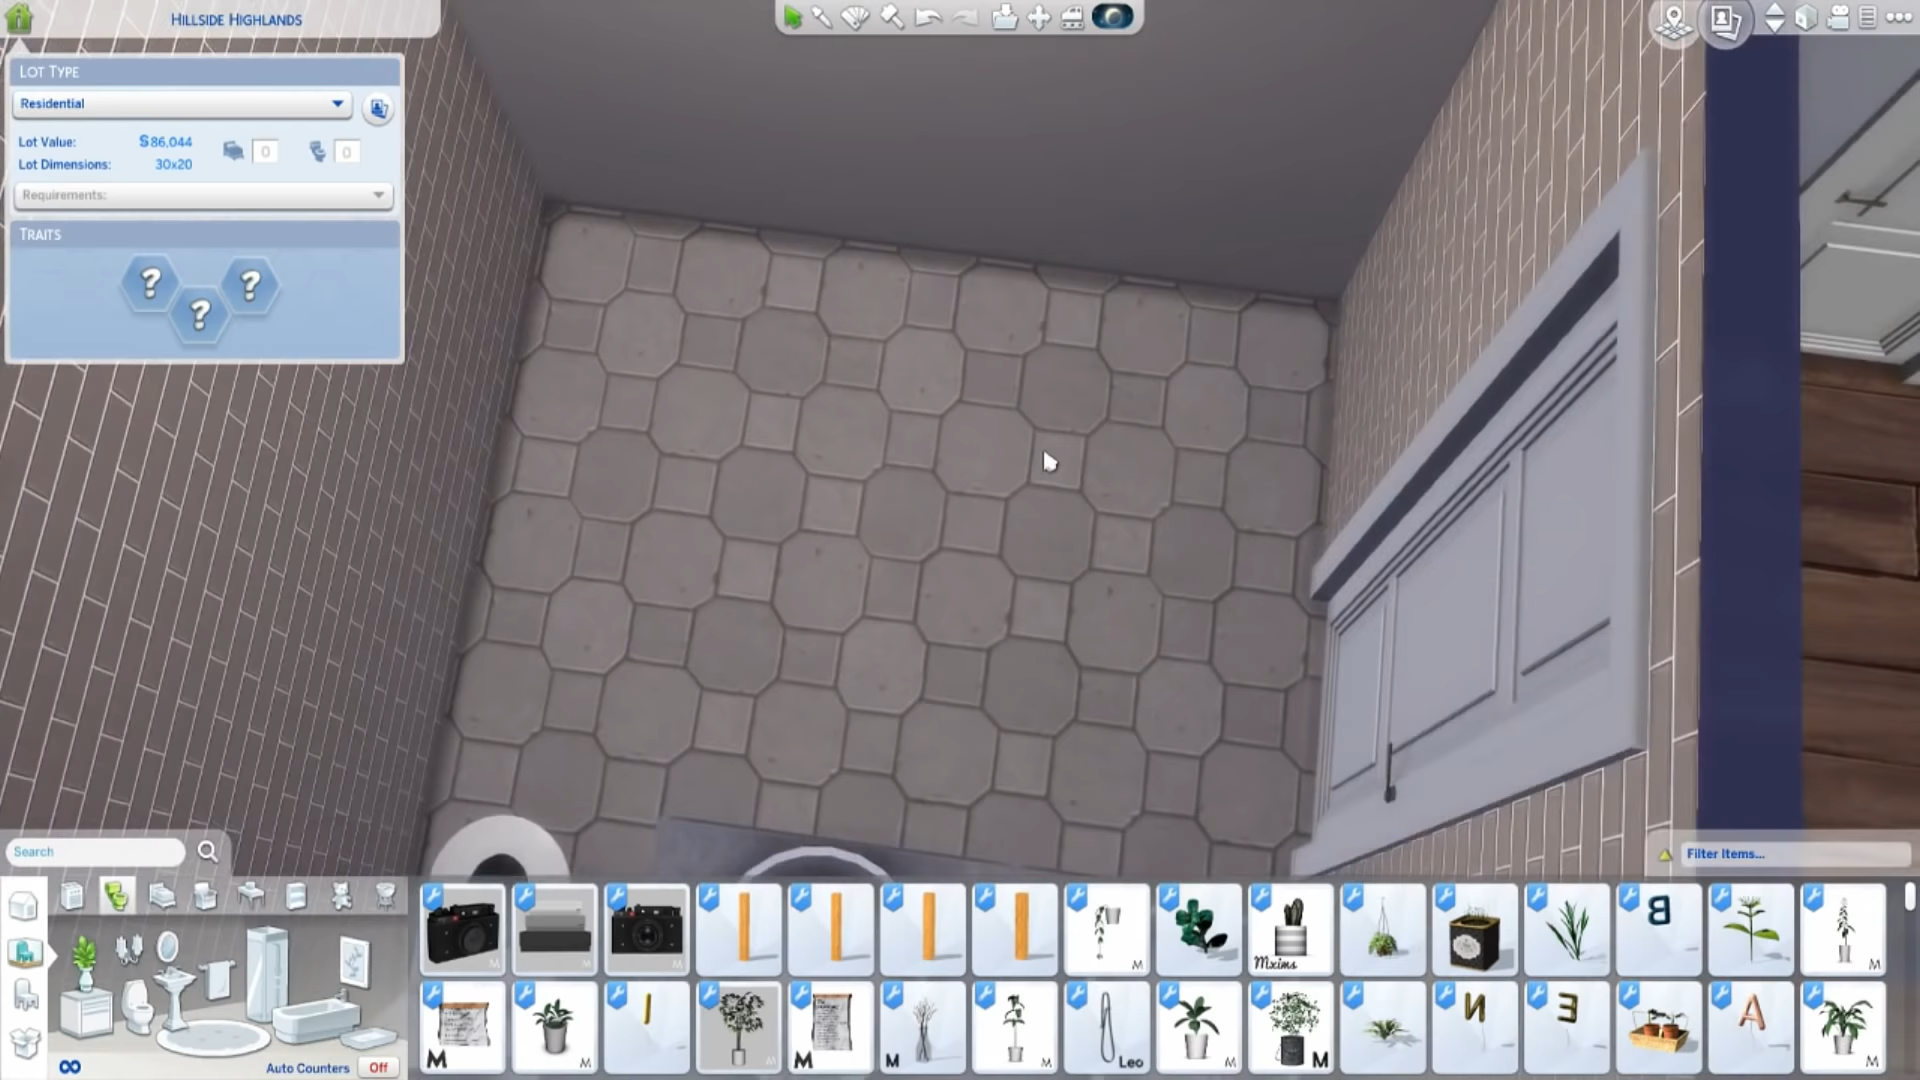 HILLSIDE HIGHLANDS
LOT TYPE
Residential
Lot Value: §86,044
0
0
Lot Dimensions: 30x20
Requirements:
TRAITS
? ? ?
Search
Filter Items...
M M M M Mxims B M
M M M M M M Leo M M N E A M
Auto Counters Off